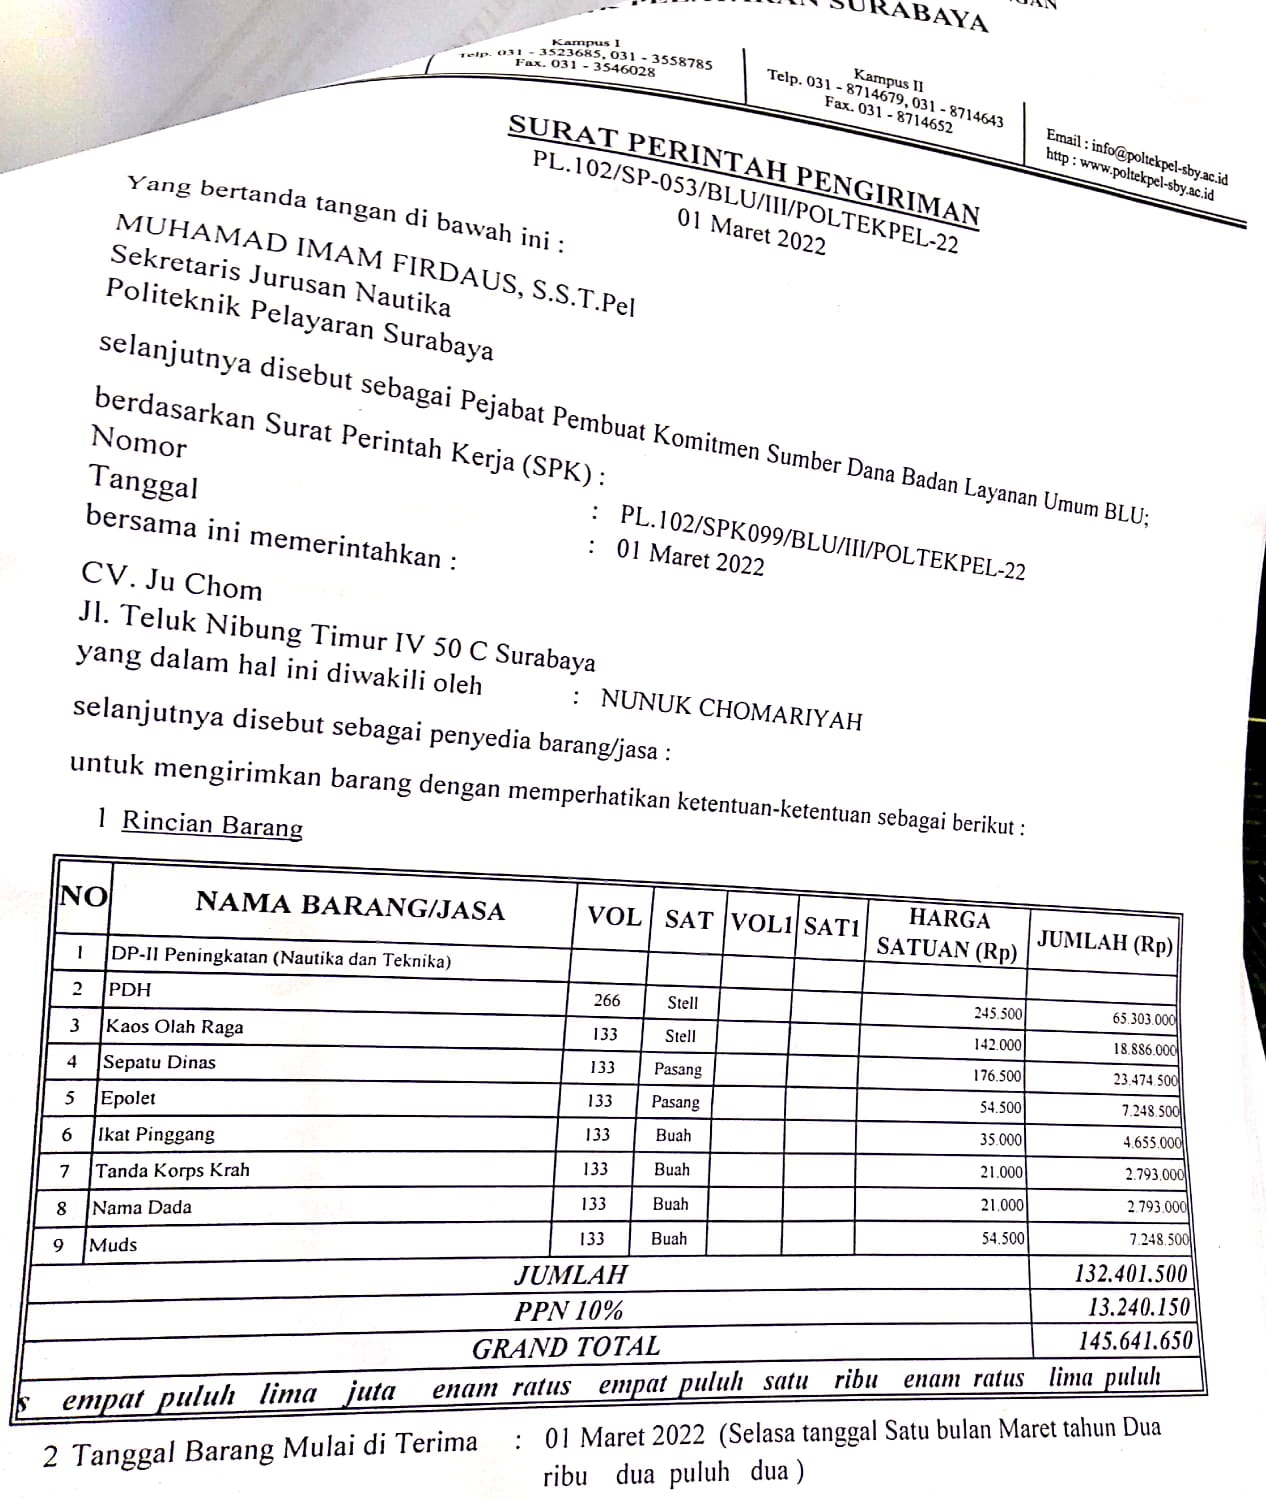 SURABAYA
Kampus I
Telp. 031 - 3523685, 031 - 3558785
Fax. 031 - 3546028
Kampus II
Telp. 031 - 8714679, 031 - 8714643
Fax. 031 - 8714652
Email : info@poltekpel-sby.ac.id
http : www.poltekpel-sby.ac.id
SURAT PERINTAH PENGIRIMAN
PL.102/SP-053/BLU/III/POLTEKPEL-22
01 Maret 2022
Yang bertanda tangan di bawah ini :
MUHAMAD IMAM FIRDAUS, S.S.T.Pel
Sekretaris Jurusan Nautika
Politeknik Pelayaran Surabaya
selanjutnya disebut sebagai Pejabat Pembuat Komitmen Sumber Dana Badan Layanan Umum BLU;
berdasarkan Surat Perintah Kerja (SPK) :
Nomor : PL.102/SPK099/BLU/III/POLTEKPEL-22
Tanggal : 01 Maret 2022
bersama ini memerintahkan :
CV. Ju Chom
Jl. Teluk Nibung Timur IV 50 C Surabaya
yang dalam hal ini diwakili oleh : NUNUK CHOMARIYAH
selanjutnya disebut sebagai penyedia barang/jasa :
untuk mengirimkan barang dengan memperhatikan ketentuan-ketentuan sebagai berikut :
1 Rincian Barang
NO NAMA BARANG/JASA VOL SAT VOL1 SAT1 HARGA SATUAN (Rp) JUMLAH (Rp)
1 DP-II Peningkatan (Nautika dan Teknika)
2 PDH 266 Stell 245.500 65.303.000
3 Kaos Olah Raga 133 Stell 142.000 18.886.000
4 Sepatu Dinas 133 Pasang 176.500 23.474.500
5 Epolet 133 Pasang 54.500 7.248.500
6 Ikat Pinggang 133 Buah 35.000 4.655.000
7 Tanda Korps Krah 133 Buah 21.000 2.793.000
8 Nama Dada 133 Buah 21.000 2.793.000
9 Muds 133 Buah 54.500 7.248.500
JUMLAH 132.401.500
PPN 10% 13.240.150
GRAND TOTAL 145.641.650
s empat puluh lima juta enam ratus empat puluh satu ribu enam ratus lima puluh
2 Tanggal Barang Mulai di Terima : 01 Maret 2022 (Selasa tanggal Satu bulan Maret tahun Dua
ribu dua puluh dua )